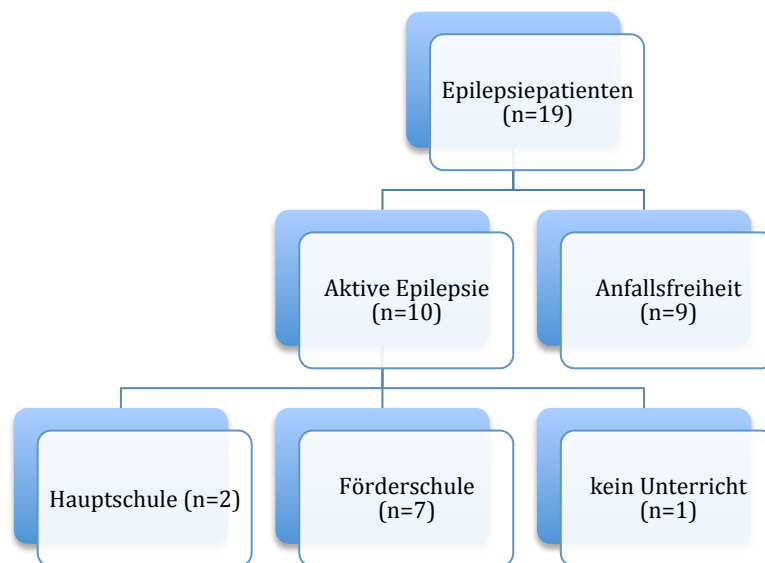 Epilepsiepatienten
(n=19)
Aktive Epilepsie
(n=10)
Anfallsfreiheit
(n=9)
Hauptschule (n=2)
Förderschule
(n=7)
kein Unterricht
(n=1)